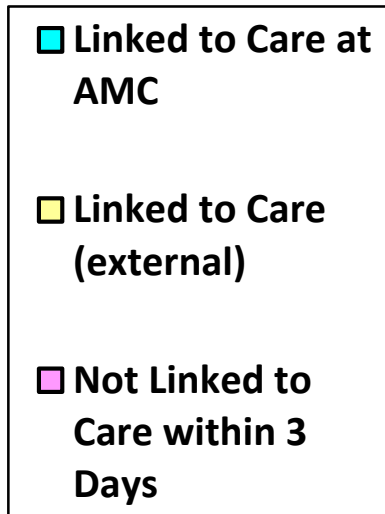 Linked to Care at
AMC
Linked to Care
(external)
Not Linked to
Care within 3
Days